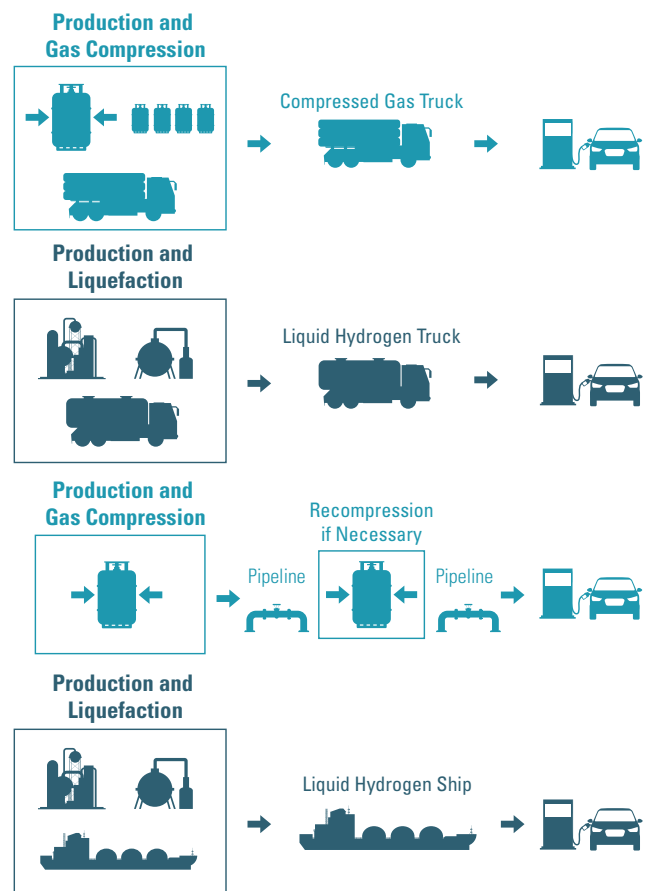 Production and
Gas Compression
Compressed Gas Truck
Production and
Liquefaction
Liquid Hydrogen Truck
Production and
Gas Compression
Recompression
if Necessary
Pipeline
Pipeline
Production and
Liquefaction
Liquid Hydrogen Ship